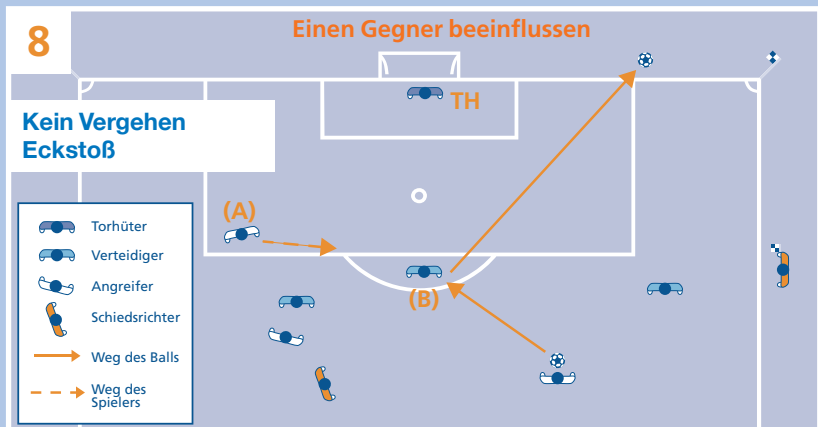 8
Einen Gegner beeinflussen
TH
Kein Vergehen
Eckstoß
(A)
(B)
Torhüter
Verteidiger
Angreifer
Schiedsrichter
Weg des Balls
Weg des
Spielers